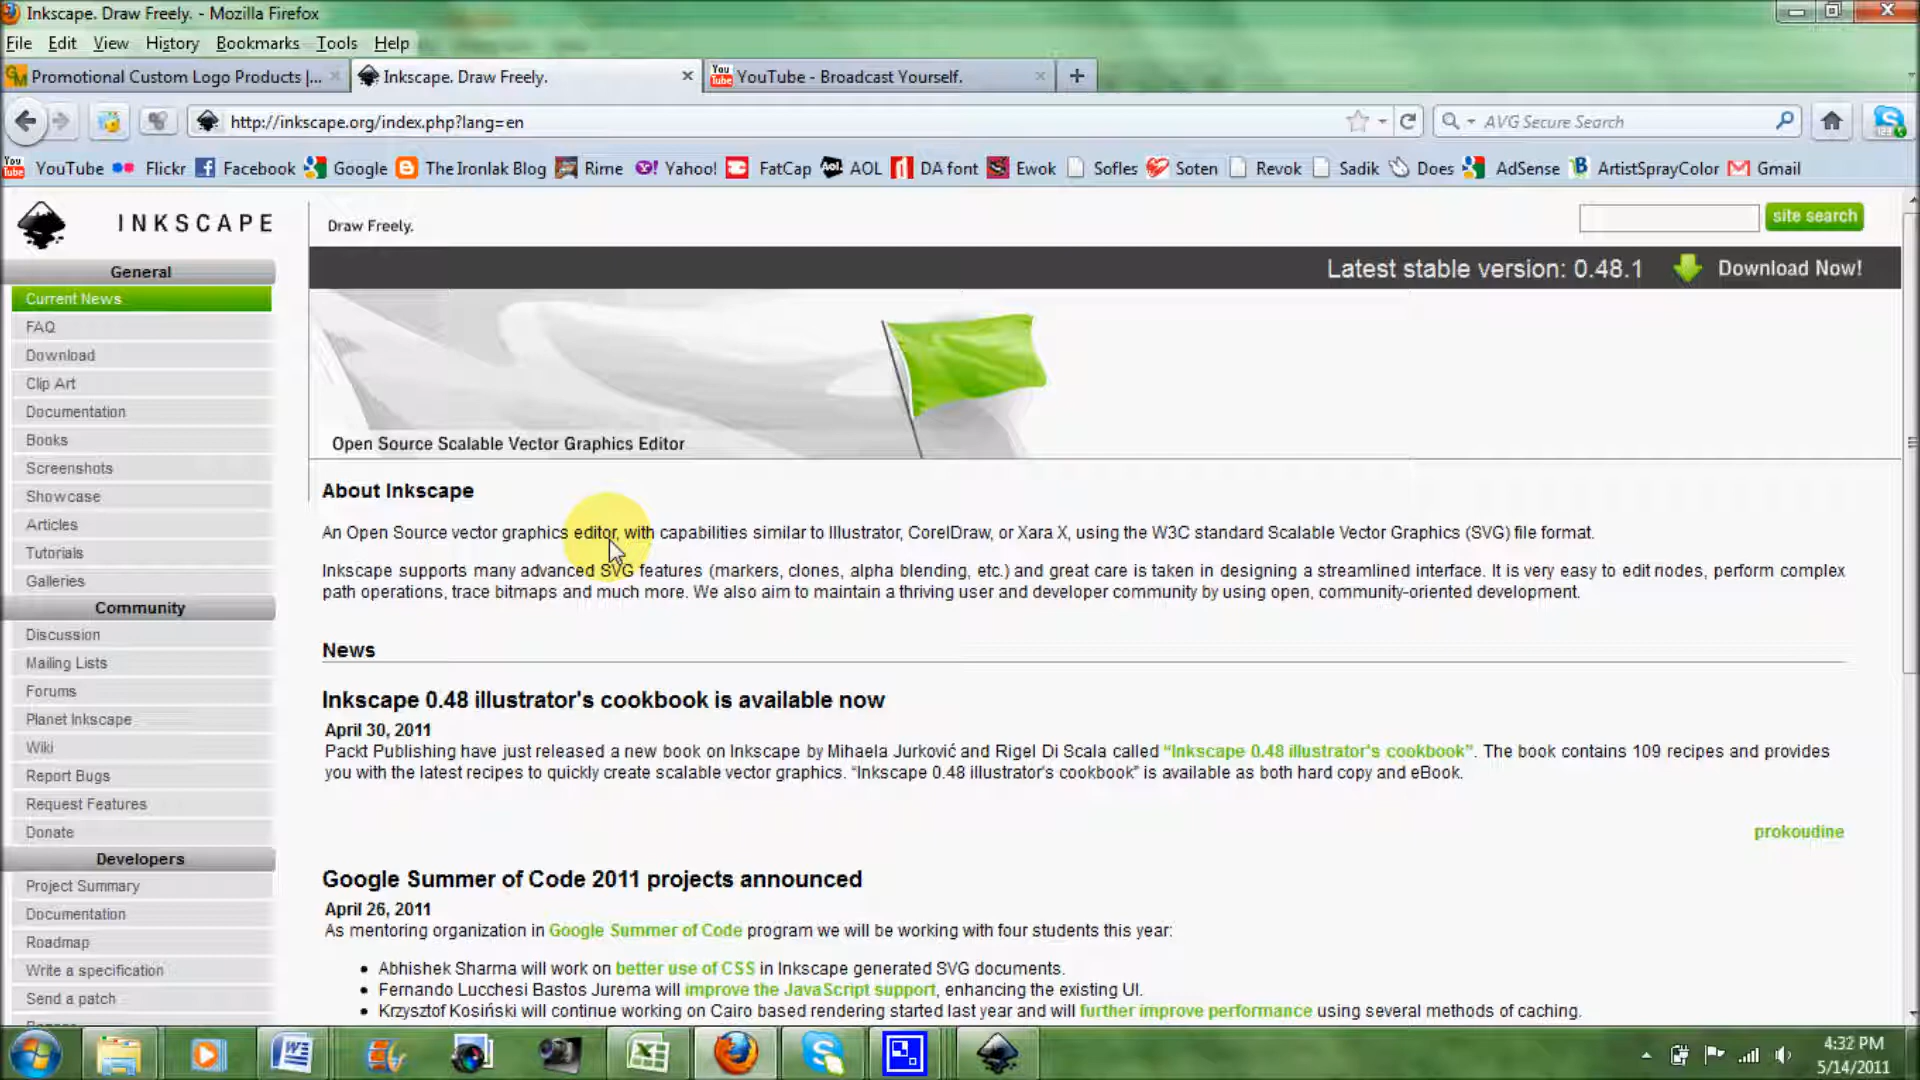 Inkscape. Draw Freely. - Mozilla Firefox
File Edit View History Bookmarks Tools Help
Promotional Custom Logo Products |...
Inkscape. Draw Freely.
You Tube YouTube - Broadcast Yourself.
http://inkscape.org/index.php?lang=en
AVG Secure Search
You Tube YouTube Flickr Facebook Google The Ironlak Blog Rime Yahoo! FatCap Aol AOL DA font Ewok Sofles Soten Revok Sadik Does AdSense ArtistSprayColor Gmail
INKSCAPE
Draw Freely.
site search
Latest stable version: 0.48.1 Download Now!
General
Current News
FAQ
Download
Clip Art
Documentation
Books
Screenshots
Showcase
Articles
Tutorials
Galleries
Community
Discussion
Mailing Lists
Forums
Planet Inkscape
Wiki
Report Bugs
Request Features
Donate
Developers
Project Summary
Documentation
Roadmap
Write a specification
Send a patch
Open Source Scalable Vector Graphics Editor
About Inkscape
An Open Source vector graphics editor, with capabilities similar to Illustrator, CorelDraw, or Xara X, using the W3C standard Scalable Vector Graphics (SVG) file format.
Inkscape supports many advanced SVG features (markers, clones, alpha blending, etc.) and great care is taken in designing a streamlined interface. It is very easy to edit nodes, perform complex
path operations, trace bitmaps and much more. We also aim to maintain a thriving user and developer community by using open, community-oriented development.
News
Inkscape 0.48 illustrator's cookbook is available now
April 30, 2011
Packt Publishing have just released a new book on Inkscape by Mihaela Jurković and Rigel Di Scala called “Inkscape 0.48 illustrator's cookbook”. The book contains 109 recipes and provides
you with the latest recipes to quickly create scalable vector graphics. “Inkscape 0.48 illustrator's cookbook” is available as both hard copy and eBook.
prokoudine
Google Summer of Code 2011 projects announced
April 26, 2011
As mentoring organization in Google Summer of Code program we will be working with four students this year:
• Abhishek Sharma will work on better use of CSS in Inkscape generated SVG documents.
• Fernando Lucchesi Bastos Jurema will improve the JavaScript support, enhancing the existing UI.
• Krzysztof Kosiński will continue working on Cairo based rendering started last year and will further improve performance using several methods of caching.
4:32 PM
5/14/2011